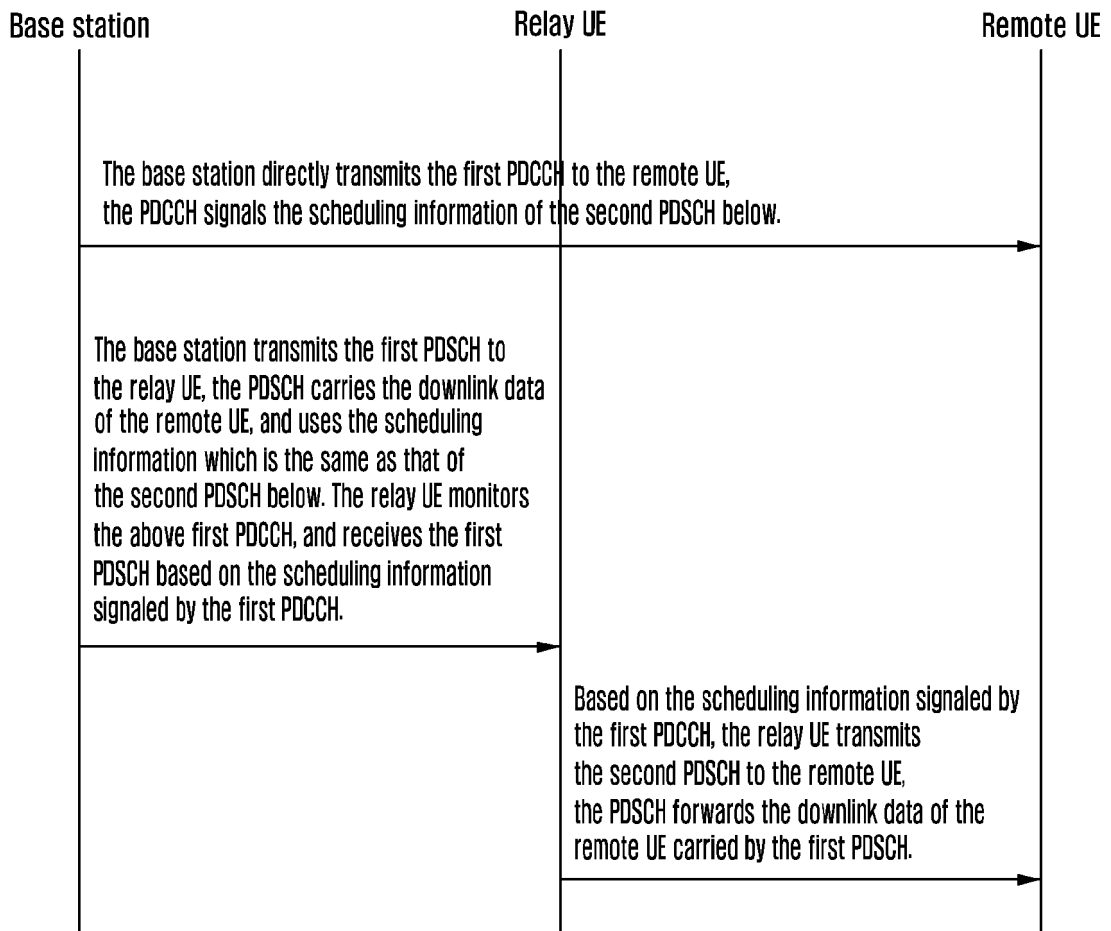 Base station
Relay UE
Remote UE
The base station directly transmits the first PDCCH to the remote UE,
the PDCCH signals the scheduling information of the second PDSCH below.
The base station transmits the first PDSCH to
the relay UE, the PDSCH carries the downlink data
of the remote UE, and uses the scheduling
information which is the same as that of
the second PDSCH below. The relay UE monitors
the above first PDCCH, and receives the first
PDSCH based on the scheduling information
signaled by the first PDCCH.
Based on the scheduling information signaled by
the first PDCCH, the relay UE transmits
the second PDSCH to the remote UE,
the PDSCH forwards the downlink data of the
remote UE carried by the first PDSCH.